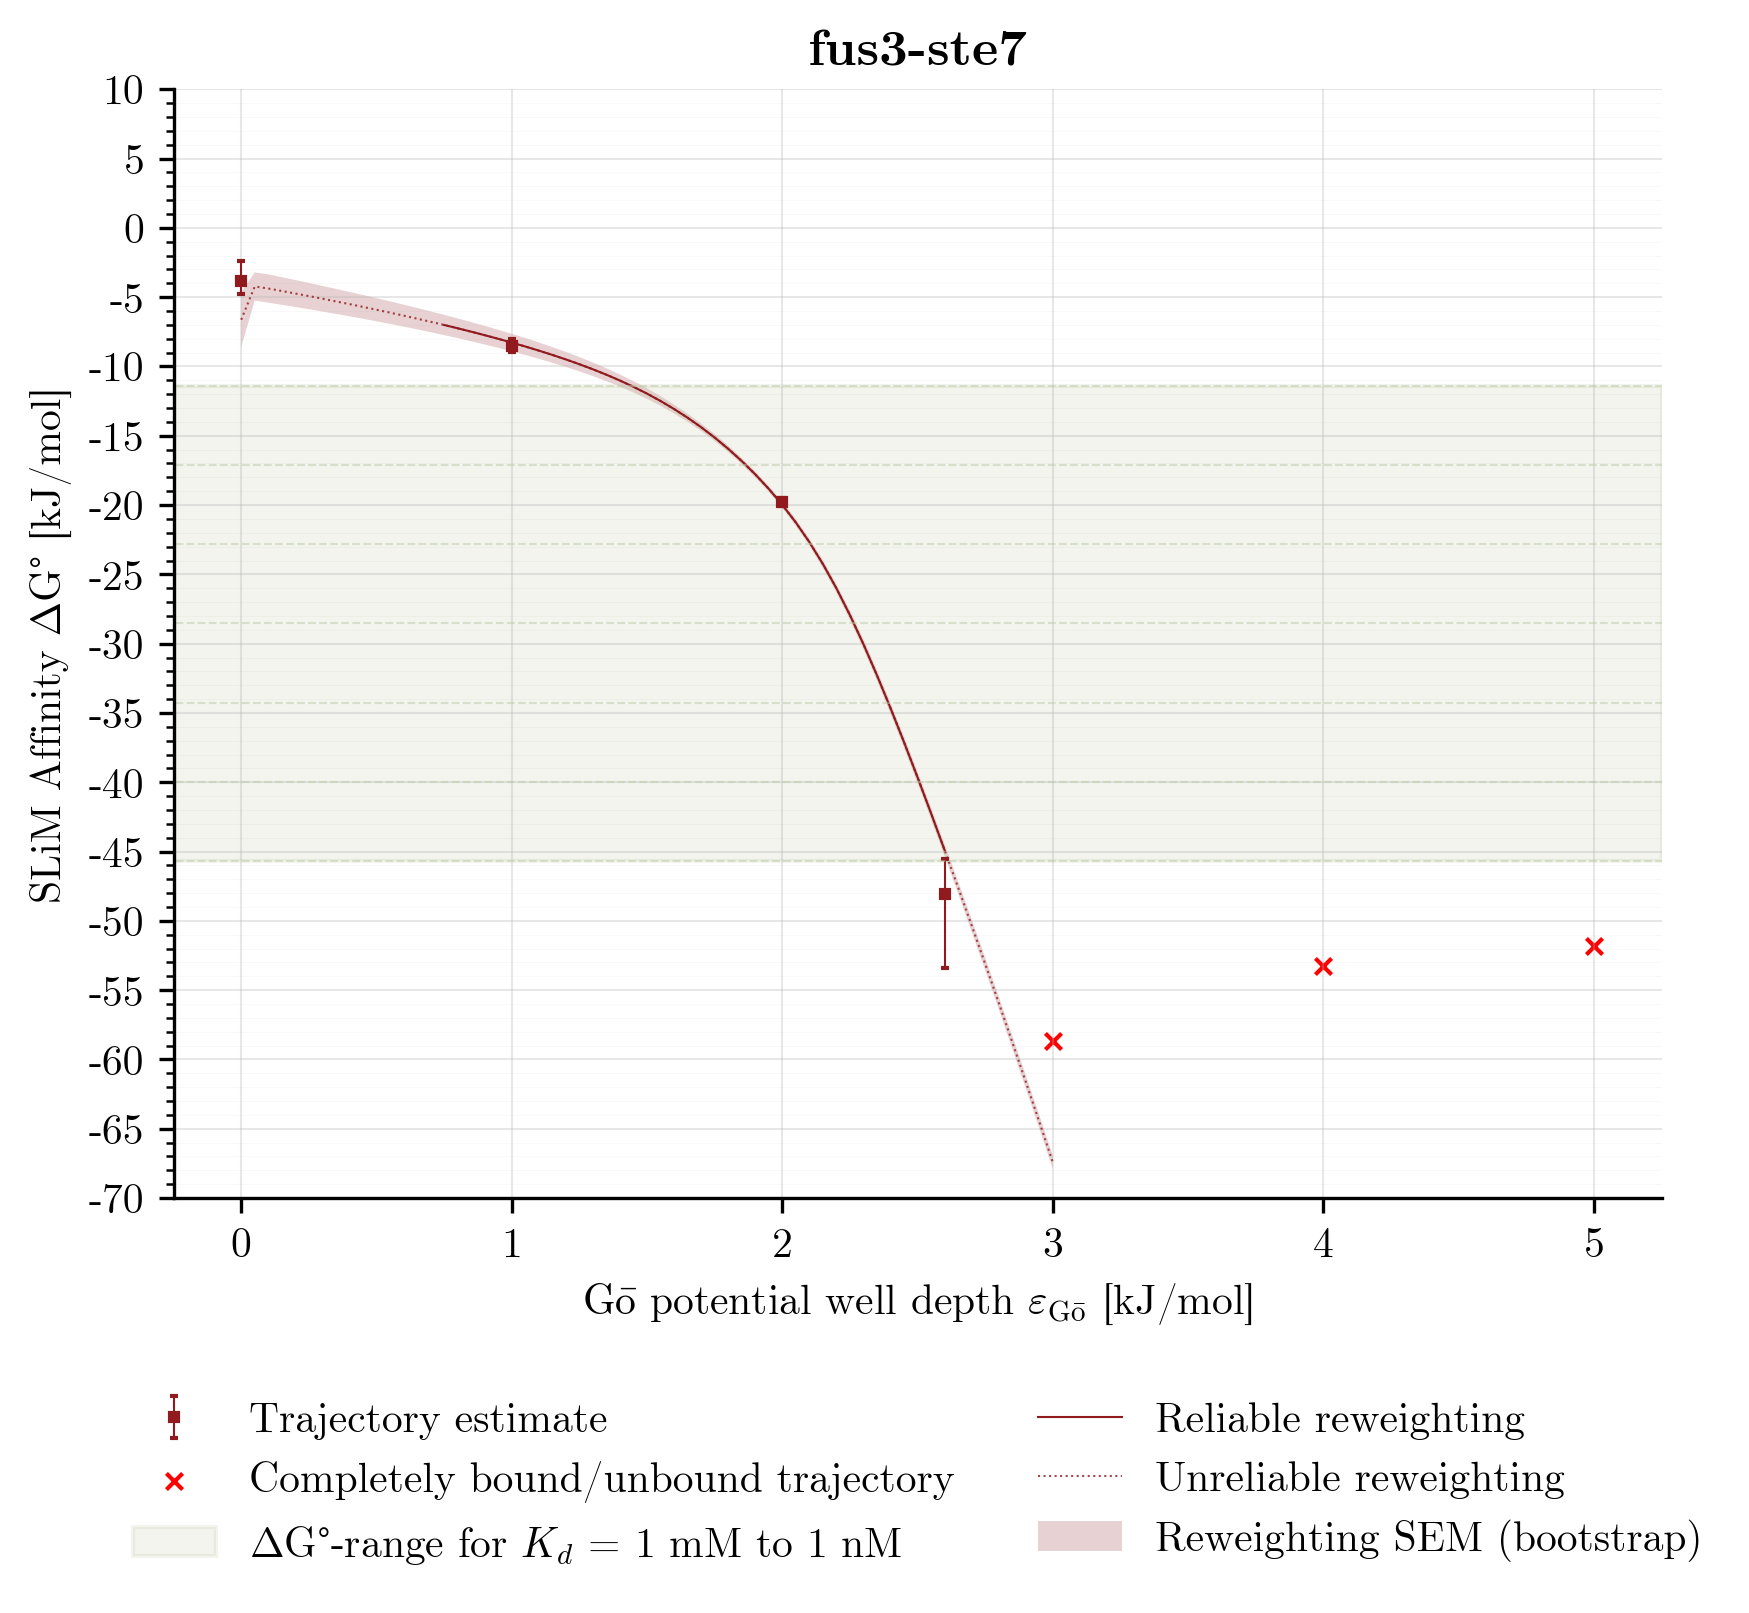 fus3-ste7
10
5
0
-5
-10
-15
-20
-25
-30
-35
-40
-45
-50
-55
-60
-65
-70
SLiM Affinity ΔG° [kJ/mol]
0 1 2 3 4 5
Gō potential well depth εGō [kJ/mol]
Trajectory estimate
Completely bound/unbound trajectory
ΔG°-range for Kd = 1 mM to 1 nM
Reliable reweighting
Unreliable reweighting
Reweighting SEM (bootstrap)